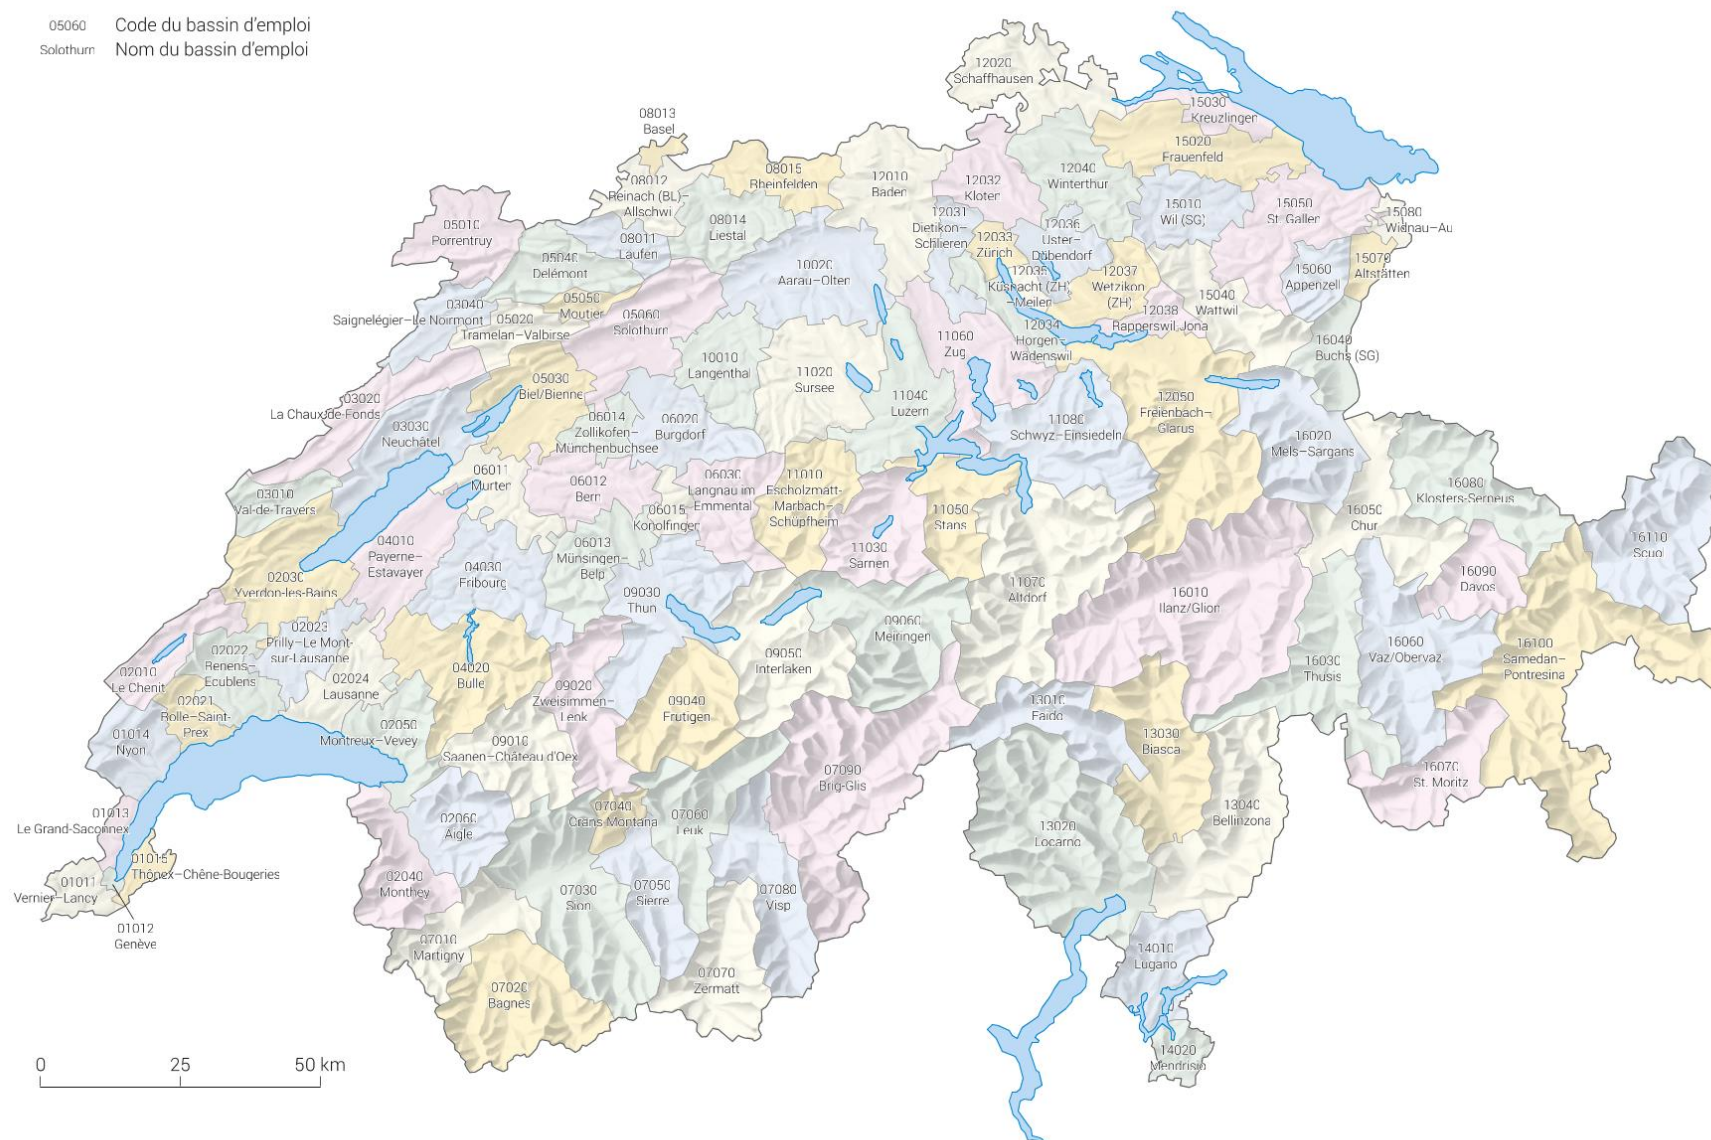 05060 Code du bassin d'emploi
Solothurn Nom du bassin d'emploi
12020
Schaffhausen
15030
Kreuzlingen
08013
Basel
15020
Frauenfeld
08015
Rheinfelden
12010
Baden
12032
Kloten
12040
Winterthur
08012
Reinach (BL)–
Allschwi
15010
Wil (SG)
15050
St. Gallen
15080
Widnau–Au
05010
Porrentruy
08014
Liestal
12031
Dietikon–
Schlieren
12036
Uster–
Dübendorf
08011
Laufen
12033
Zürich
05040
Delémont
10020
Aarau–Olten
15070
Altstätten
12035
Küsnacht (ZH)
–Meilen
12037
Wetzikon
(ZH)
15060
Appenzell
03040
Saignelégier–Le Noirmont
05050
Moutier
15040
Wattwil
05020
Tramelan–Valbirse
05060
Solothurn
12038
Rapperswil Jona
11060
Zug
12034
Horgen–
Wädenswil
16040
Buchs (SG)
10010
Langenthal
11020
Sursee
05030
Biel/Bienne
03020
La Chaux-de-Fonds
11040
Luzern
12050
Freienbach–
Glarus
06014
Zollikofen–
Münchenbuchsee
06020
Burgdorf
11080
Schwyz–Einsiedeln
03030
Neuchâtel
16020
Mels–Sargans
06011
Murten
06012
Bern
06030
Langnau im
Emmental
11010
Escholzmatt-
Marbach–
Schüpfheim
16080
Klosters-Serneus
03010
Val-de-Travers
06015
Konolfingen
11050
Stans
16050
Chur
04010
Payerne–
Estavayer
06013
Münsingen–
Belp
11030
Sarnen
16110
Scuol
04030
Fribourg
16090
Davos
02030
Yverdon-les-Bains
09030
Thun
11070
Altdorf
16010
Ilanz/Glion
09060
Meiringen
02023
Prilly–Le Mont-
sur-Lausanne
16060
Vaz/Obervaz
16100
Samedan–
Pontresina
02022
Renens–
Ecublens
09050
Interlaken
16030
Thusis
02010
Le Chenit
02024
Lausanne
04020
Bulle
09020
Zweisimmen–
Lenk
02021
Rolle–Saint-
Prex
09040
Frutigen
13010
Faido
02050
Montreux–Vevey
01014
Nyon
09010
Saanen–Château d'Oex
13030
Biasca
07090
Brig-Glis
16070
St. Moritz
01013
Le Grand-Saconnex
02060
Aigle
07040
Crans-Montana
07060
Leuk
13040
Bellinzona
13020
Locarno
01015
Thônex–Chêne-Bougeries
01011
Vernier–Lancy
02040
Monthey
07030
Sion
07050
Sierre
07080
Visp
01012
Genève
07010
Martigny
14010
Lugano
07070
Zermatt
07020
Bagnes
14020
Mendrisio
0 25 50 km